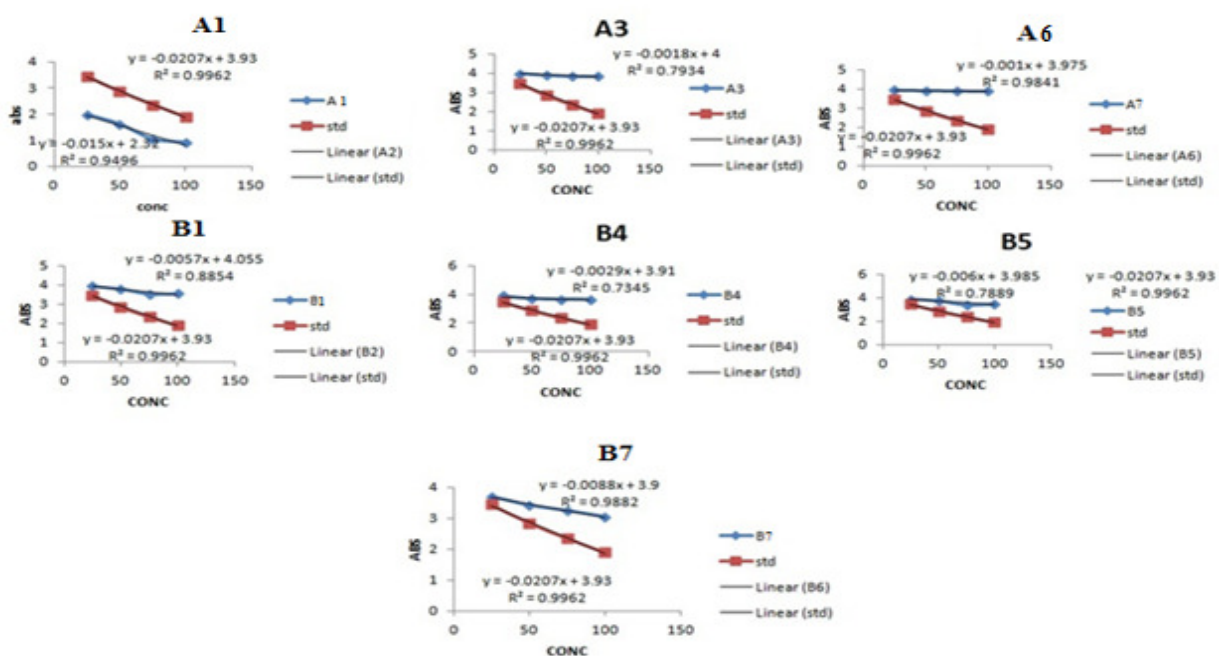 A1
y = -0.0207x + 3.93
R² = 0.9962
4
3
2
1
0
abs
y = -0.015x + 2.32
R² = 0.9496
0 50 100 150
conc
A1
std
Linear (A2)
Linear (std)
A3
y = -0.0018x + 4
R² = 0.7934
5
4
3
2
1
0
ABS
y = -0.0207x + 3.93
R² = 0.9962
0 50 100 150
CONC
A3
std
Linear (A3)
Linear (std)
A6
y = -0.001x + 3.975
R² = 0.9841
5
4
3
2
0
ABS
y = -0.0207x + 3.93
R² = 0.9962
0 50 100 150
CONC
A7
std
Linear (A6)
Linear (std)
B1
y = -0.0057x + 4.055
R² = 0.8854
5
4
3
2
1
0
ABS
y = -0.0207x + 3.93
R² = 0.9962
0 50 100 150
CONC
B1
std
Linear (B2)
Linear (std)
B4
y = -0.0029x + 3.91
R² = 0.7345
6
4
2
0
ABS
y = -0.0207x + 3.93
R² = 0.9962
0 50 100 150
CONC
B4
std
Linear (B4)
Linear (std)
B5
y = -0.006x + 3.985
R² = 0.7889
y = -0.0207x + 3.93
R² = 0.9962
6
4
2
0
ABS
0 50 100 150
CONC
B5
std
Linear (B5)
Linear (std)
B7
y = -0.0088x + 3.9
R² = 0.9882
4
3
2
1
0
ABS
y = -0.0207x + 3.93
R² = 0.9962
0 50 100 150
CONC
B7
std
Linear (B6)
Linear (std)